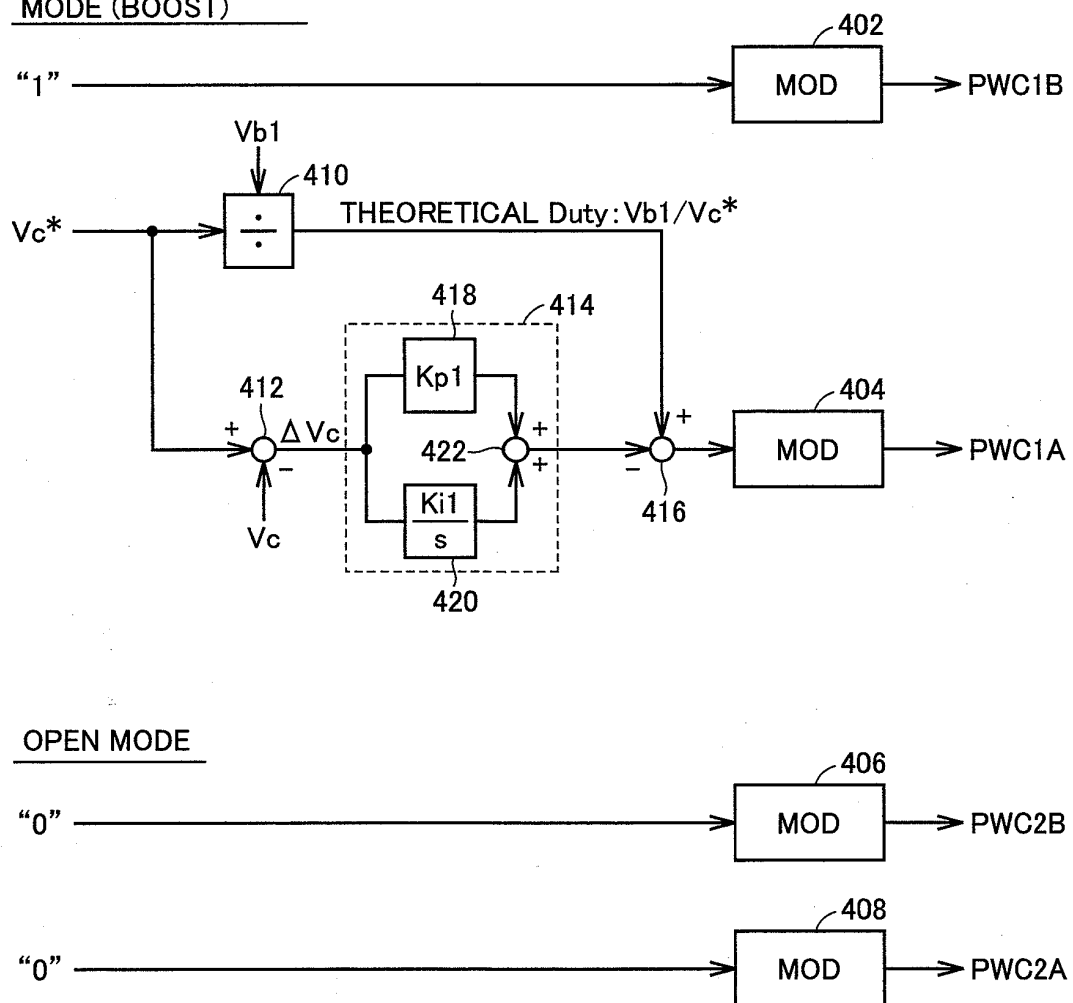 MODE (BOOST)
402
“1”
MOD
PWC1B
Vb1
410
Vc*
÷
THEORETICAL Duty: Vb1/Vc*
418
414
Kp1
412
404
+
ΔVc
422
+
+
+
MOD
PWC1A
−
−
416
Ki1
s
Vc
420
OPEN MODE
406
“0”
MOD
PWC2B
408
“0”
MOD
PWC2A